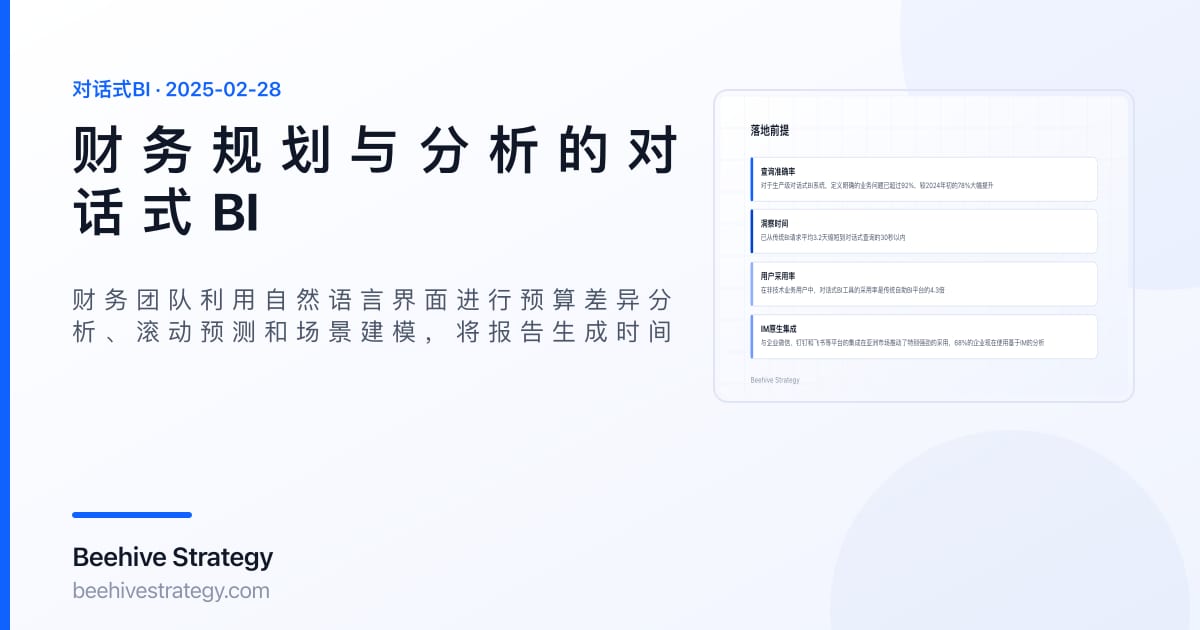 对话式BI · 2025-02-28
财务规划与分析的对
话式BI
财务团队利用自然语言界面进行预算差异分
析、滚动预测和场景建模，将报告生成时间
落地前提
查询准确率
对于生产级对话式BI系统，定义明确的业务问题已超过92%，较2024年初的78%大幅提升
洞察时间
已从传统BI请求平均3.2天缩短到对话式查询的30秒以内
用户采用率
在非技术业务用户中，对话式BI工具的采用率是传统自助BI平台的4.3倍
IM原生集成
与企业微信、钉钉和飞书等平台的集成在亚洲市场推动了特别强劲的采用，68%的企业现在使用基于IM的分析
Beehive Strategy
Beehive Strategy
beehivestrategy.com